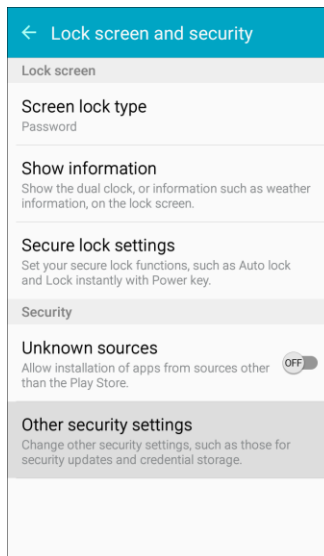 Lock screen and security
Lock screen
Screen lock type
Password
Show information
Show the dual clock, or information such as weather
information, on the lock screen.
Secure lock settings
Set your secure lock functions, such as Auto lock
and Lock instantly with Power key.
Security
Unknown sources
Allow installation of apps from sources other
than the Play Store.
OFF
Other security settings
Change other security settings, such as those for
security updates and credential storage.